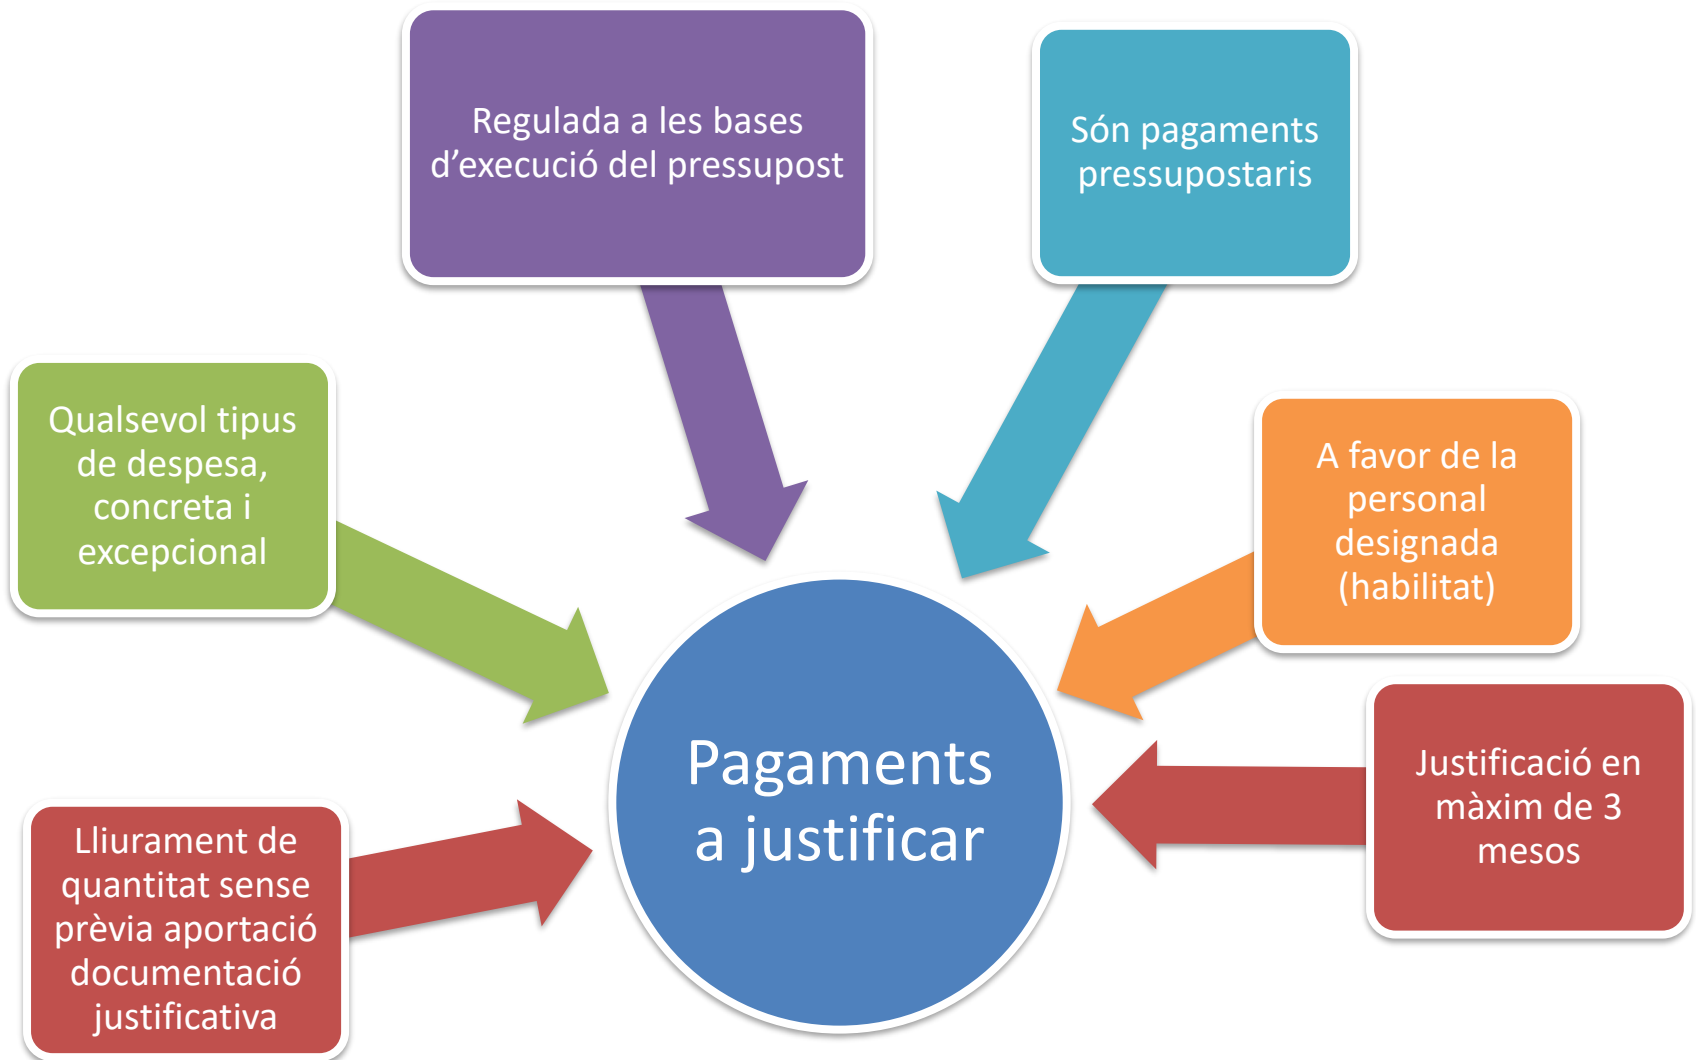 Regulada a les bases
d’execució del pressupost
Són pagaments
pressupostaris
Qualsevol tipus
de despesa,
concreta i
excepcional
A favor de la
personal
designada
(habilitat)
Pagaments
a justificar
Justificació en
màxim de 3
mesos
Lliurament de
quantitat sense
prèvia aportació
documentació
justificativa